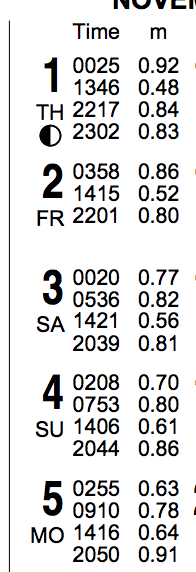 NOVEM
Time m
1 0025 0.92
1346 0.48
TH 2217 0.84
2302 0.83
2 0358 0.86
1415 0.52
FR 2201 0.80
3 0020 0.77
0536 0.82
SA 1421 0.56
2039 0.81
4 0208 0.70
0753 0.80
SU 1406 0.61
2044 0.86
5 0255 0.63
0910 0.78
MO 1416 0.64
2050 0.91